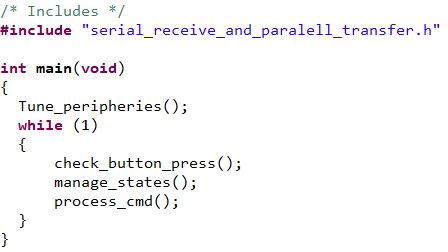 /* Includes */
#include "serial_receive_and_paralell_transfer.h"
int main(void)
{
Tune_peripheries();
while (1)
{
check_button_press();
manage_states();
process_cmd();
}
}